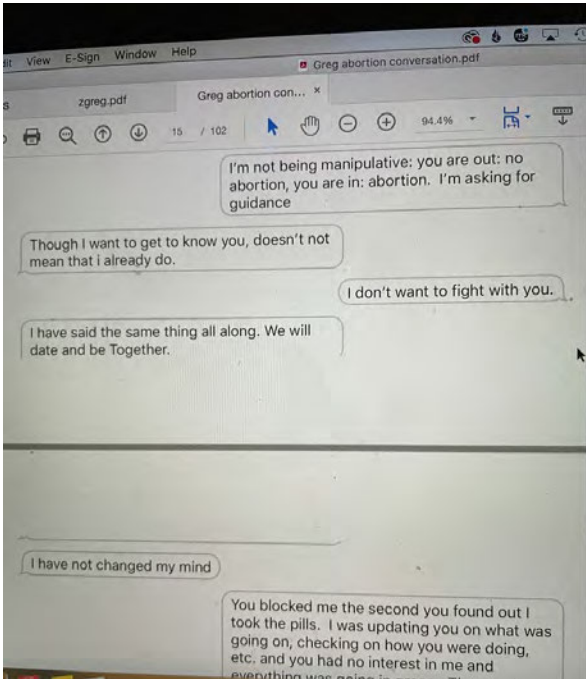 View E-Sign Window Help
Greg abortion conversation.pdf
zgreg.pdf
Greg abortion con... ×
15 / 102
94.4%
I'm not being manipulative: you are out: no
abortion, you are in: abortion. I'm asking for
guidance
Though I want to get to know you, doesn't not
mean that i already do.
I don't want to fight with you.
I have said the same thing all along. We will
date and be Together.
I have not changed my mind
You blocked me the second you found out I
took the pills. I was updating you on what was
going on, checking on how you were doing,
etc. and you had no interest in me and
everything was going